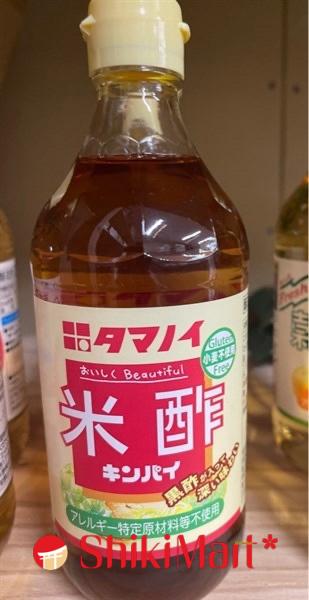 タマノイ
Gluten
小麦不使用
Free
おいしく Beautiful
米酢
キンパイ
黒酢が入って
深い味わい
アレルギー特定原材料等不使用
Fresh
ShikiMart*